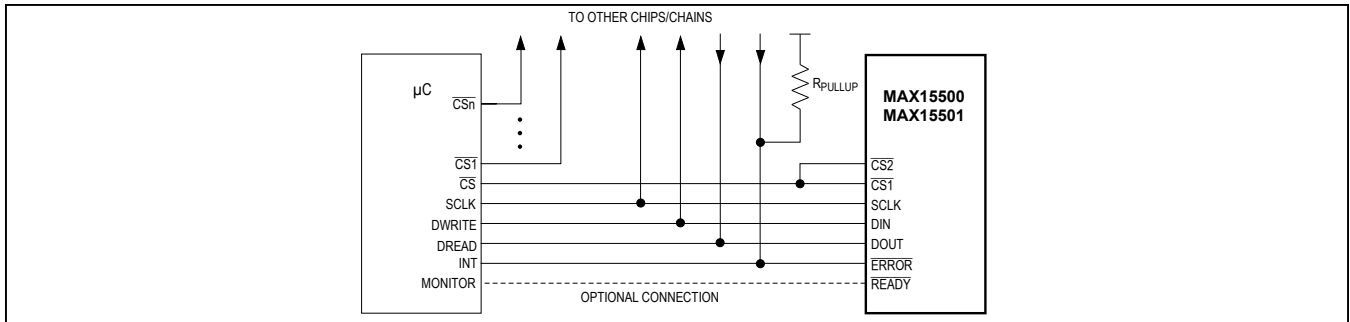 TO OTHER CHIPS/CHAINS
µC
CSn
CS1
CS
SCLK
DWRITE
DREAD
INT
MONITOR
OPTIONAL CONNECTION
RPULLUP
MAX15500
MAX15501
CS2
CS1
SCLK
DIN
DOUT
ERROR
READY